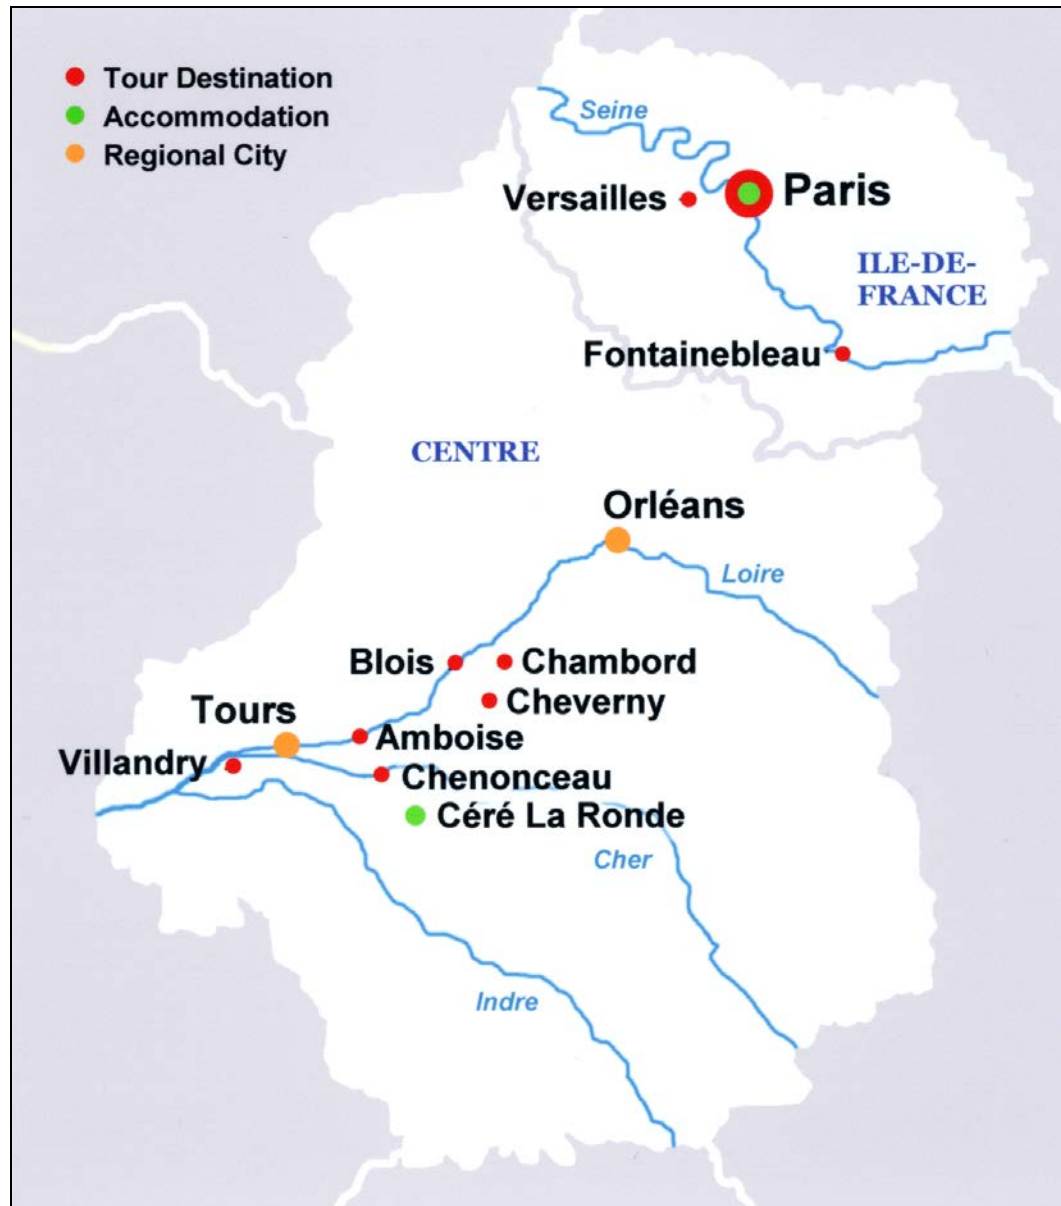 Tour Destination
Accommodation
Regional City
Seine
Versailles
Paris
ILE-DE-
FRANCE
Fontainebleau
CENTRE
Orléans
Loire
Blois
Chambord
Cheverny
Tours
Amboise
Villandry
Chenonceau
Céré La Ronde
Cher
Indre